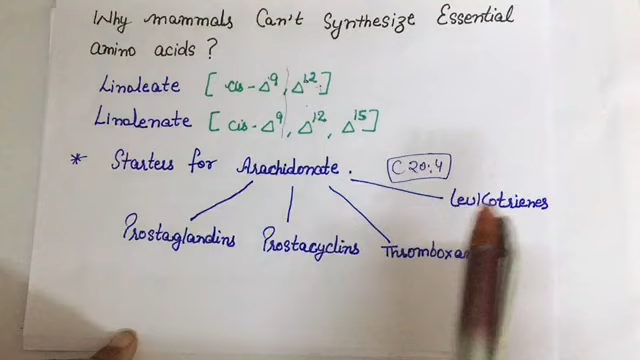 Why mammals Can't Synthesize Essential
amino acids ?
Linoleate [ cis - Δ⁹, Δ¹² ]
Linolenate [ cis - Δ⁹, Δ¹², Δ¹⁵ ]
* Starters for Arachidonate . C 20:4
Leukotrienes
Prostaglandins Prostacyclins